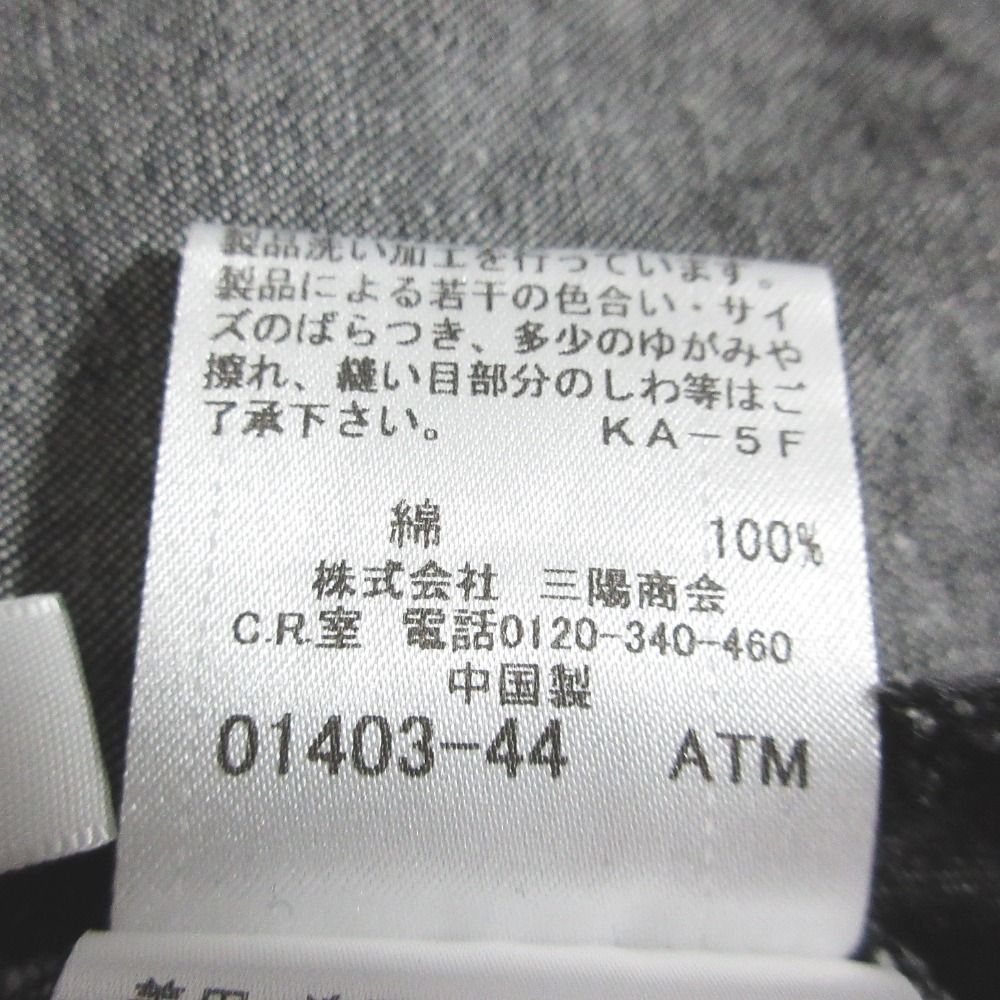 製品洗い加工を行っています。
製品による若干の色合い・サイ
ズのばらつき、多少のゆがみや
擦れ、縫い目部分のしわ等はご
了承下さい。 KA-5F
綿 100%
株式会社 三陽商会
C.R.室 電話0120-340-460
中国製
01403-44 ATM